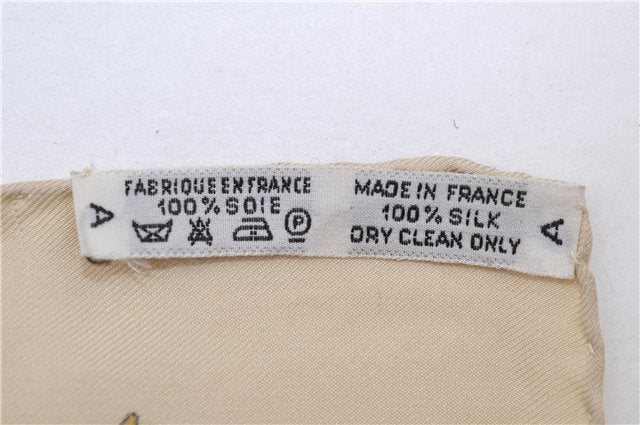 A
FABRIQUE EN FRANCE
100% SOIE
P
MADE IN FRANCE
100% SILK
DRY CLEAN ONLY
A